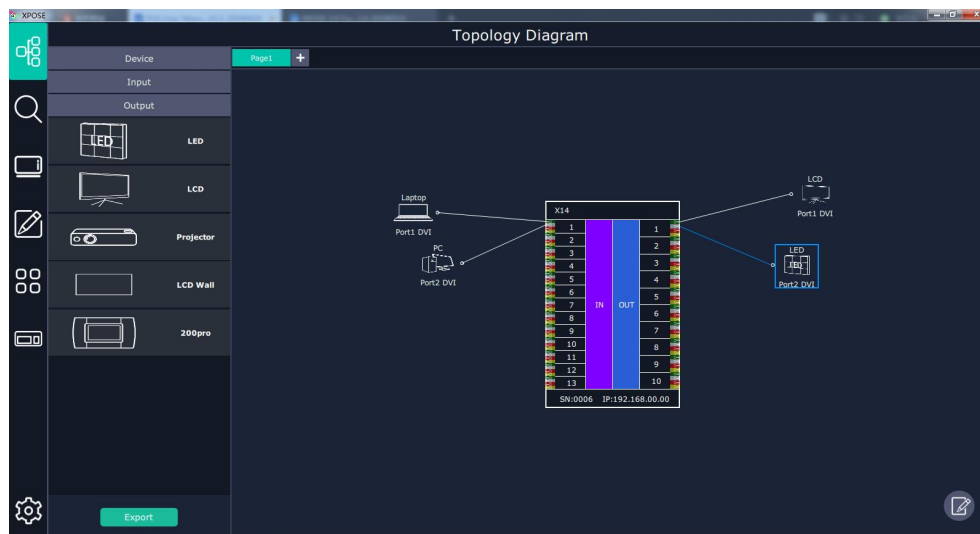 XPOSE
Topology Diagram
Device
Page1 +
Input
Output
LED LED
LCD
Projector
LCD Wall
200pro
Export
Laptop
Port1 DVI
PC
Port2 DVI
X14
1
2
3
4
5
6
7
8
9
10
11
12
13
IN
OUT
1
2
3
4
5
6
7
8
9
10
SN:0006 IP:192.168.00.00
LCD
Port1 DVI
LED
LED
Port2 DVI